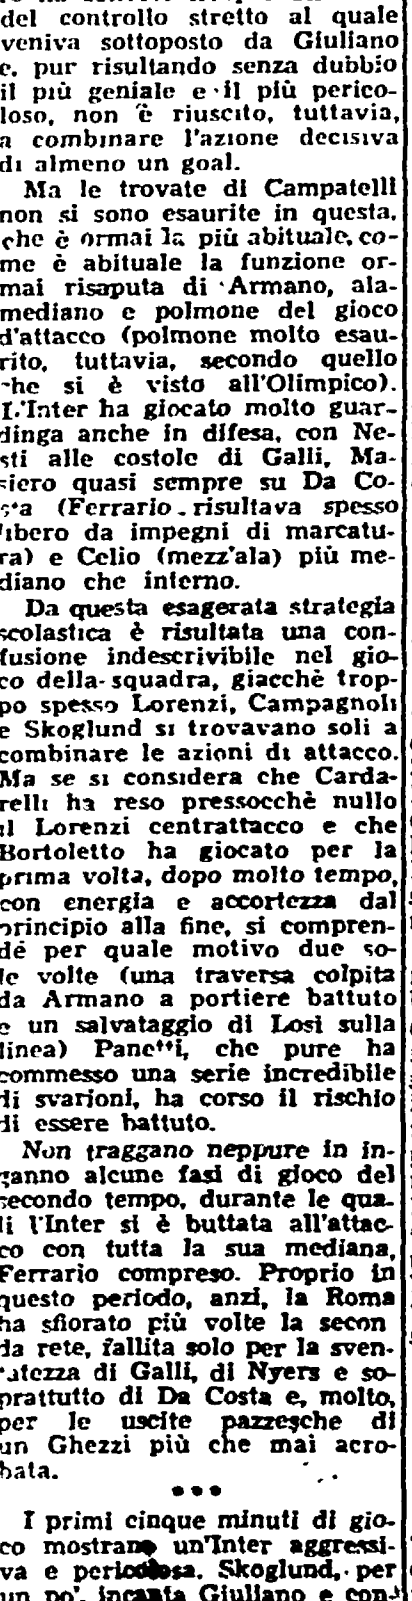 del controllo stretto al quale
veniva sottoposto da Giuliano
e, pur risultando senza dubbio
il più geniale e il più perico-
loso, non è riuscito, tuttavia,
a combinare l'azione decisiva
di almeno un goal.
Ma le trovate di Campatelli
non si sono esaurite in questa,
che è ormai la più abituale, co-
me è abituale la funzione or-
mai risaputa di Armano, ala-
mediano e polmone del gioco
d'attacco (polmone molto esau-
rito, tuttavia, secondo quello
che si è visto all'Olimpico).
L'Inter ha giocato molto guar-
dinga anche in difesa, con Ne-
sti alle costole di Galli, Ma-
siero quasi sempre su Da Co-
sta (Ferrario risultava spesso
libero da impegni di marcatu-
ra) e Celio (mezz'ala) più me-
diano che interno.
Da questa esagerata strategia
scolastica è risultata una con-
fusione indescrivibile nel gio-
co della squadra, giacchè trop-
po spesso Lorenzi, Campagnoli
e Skoglund si trovavano soli a
combinare le azioni di attacco.
Ma se si considera che Carda-
relli ha reso pressocchè nullo
il Lorenzi centrattacco e che
Bortoletto ha giocato per la
prima volta, dopo molto tempo,
con energia e accortezza dal
principio alla fine, si compren-
de per quale motivo due so-
le volte (una traversa colpita
da Armano a portiere battuto
e un salvataggio di Losi sulla
linea) Panetti, che pure ha
commesso una serie incredibile
di svarioni, ha corso il rischio
di essere battuto.
Non traggano neppure in in-
ganno alcune fasi di gioco del
secondo tempo, durante le qua-
li l'Inter si è buttata all'attac-
co con tutta la sua mediana,
Ferrario compreso. Proprio in
questo periodo, anzi, la Roma
ha sfiorato più volte la secon
da rete, fallita solo per la sven-
tatezza di Galli, di Nyers e so-
prattutto di Da Costa e, molto,
per le uscite pazzesche di
un Ghezzi più che mai acro-
bata.
• • •
I primi cinque minuti di gio-
co mostrano un'Inter aggressi-
va e pericolosa. Skoglund, per
un po', incanta Giuliano e con-